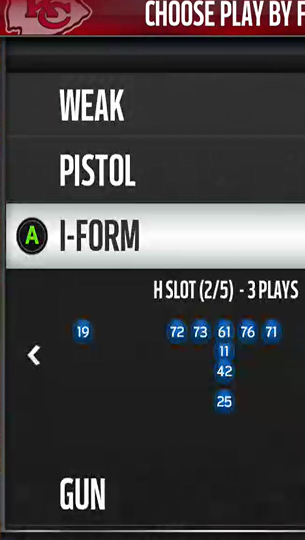 KC
CHOOSE PLAY BY F
WEAK
PISTOL
A I-FORM
H SLOT (2/5) - 3 PLAYS
19 72 73 61 76 71
11
42
25
GUN